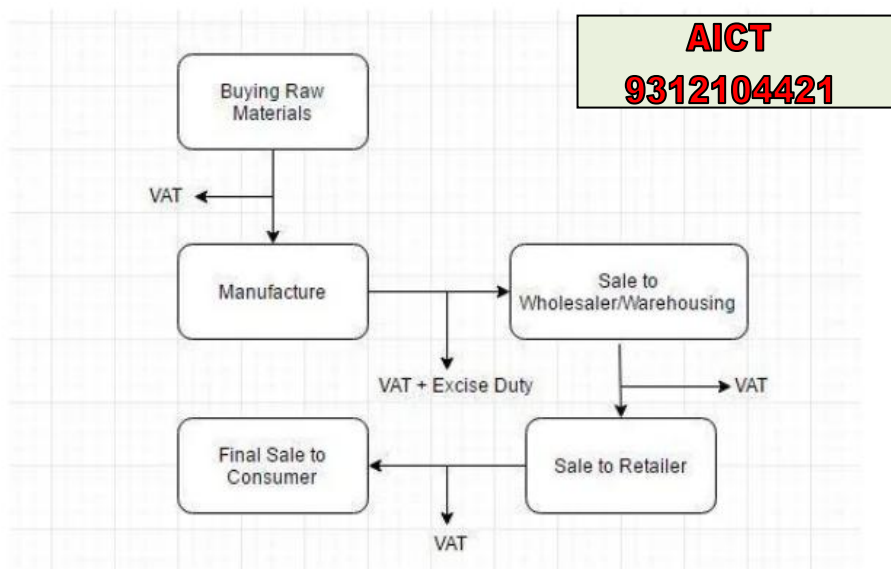 AICT
9312104421
Buying Raw
Materials
VAT
Manufacture
Sale to
Wholesaler/Warehousing
VAT + Excise Duty
VAT
Final Sale to
Consumer
Sale to Retailer
VAT